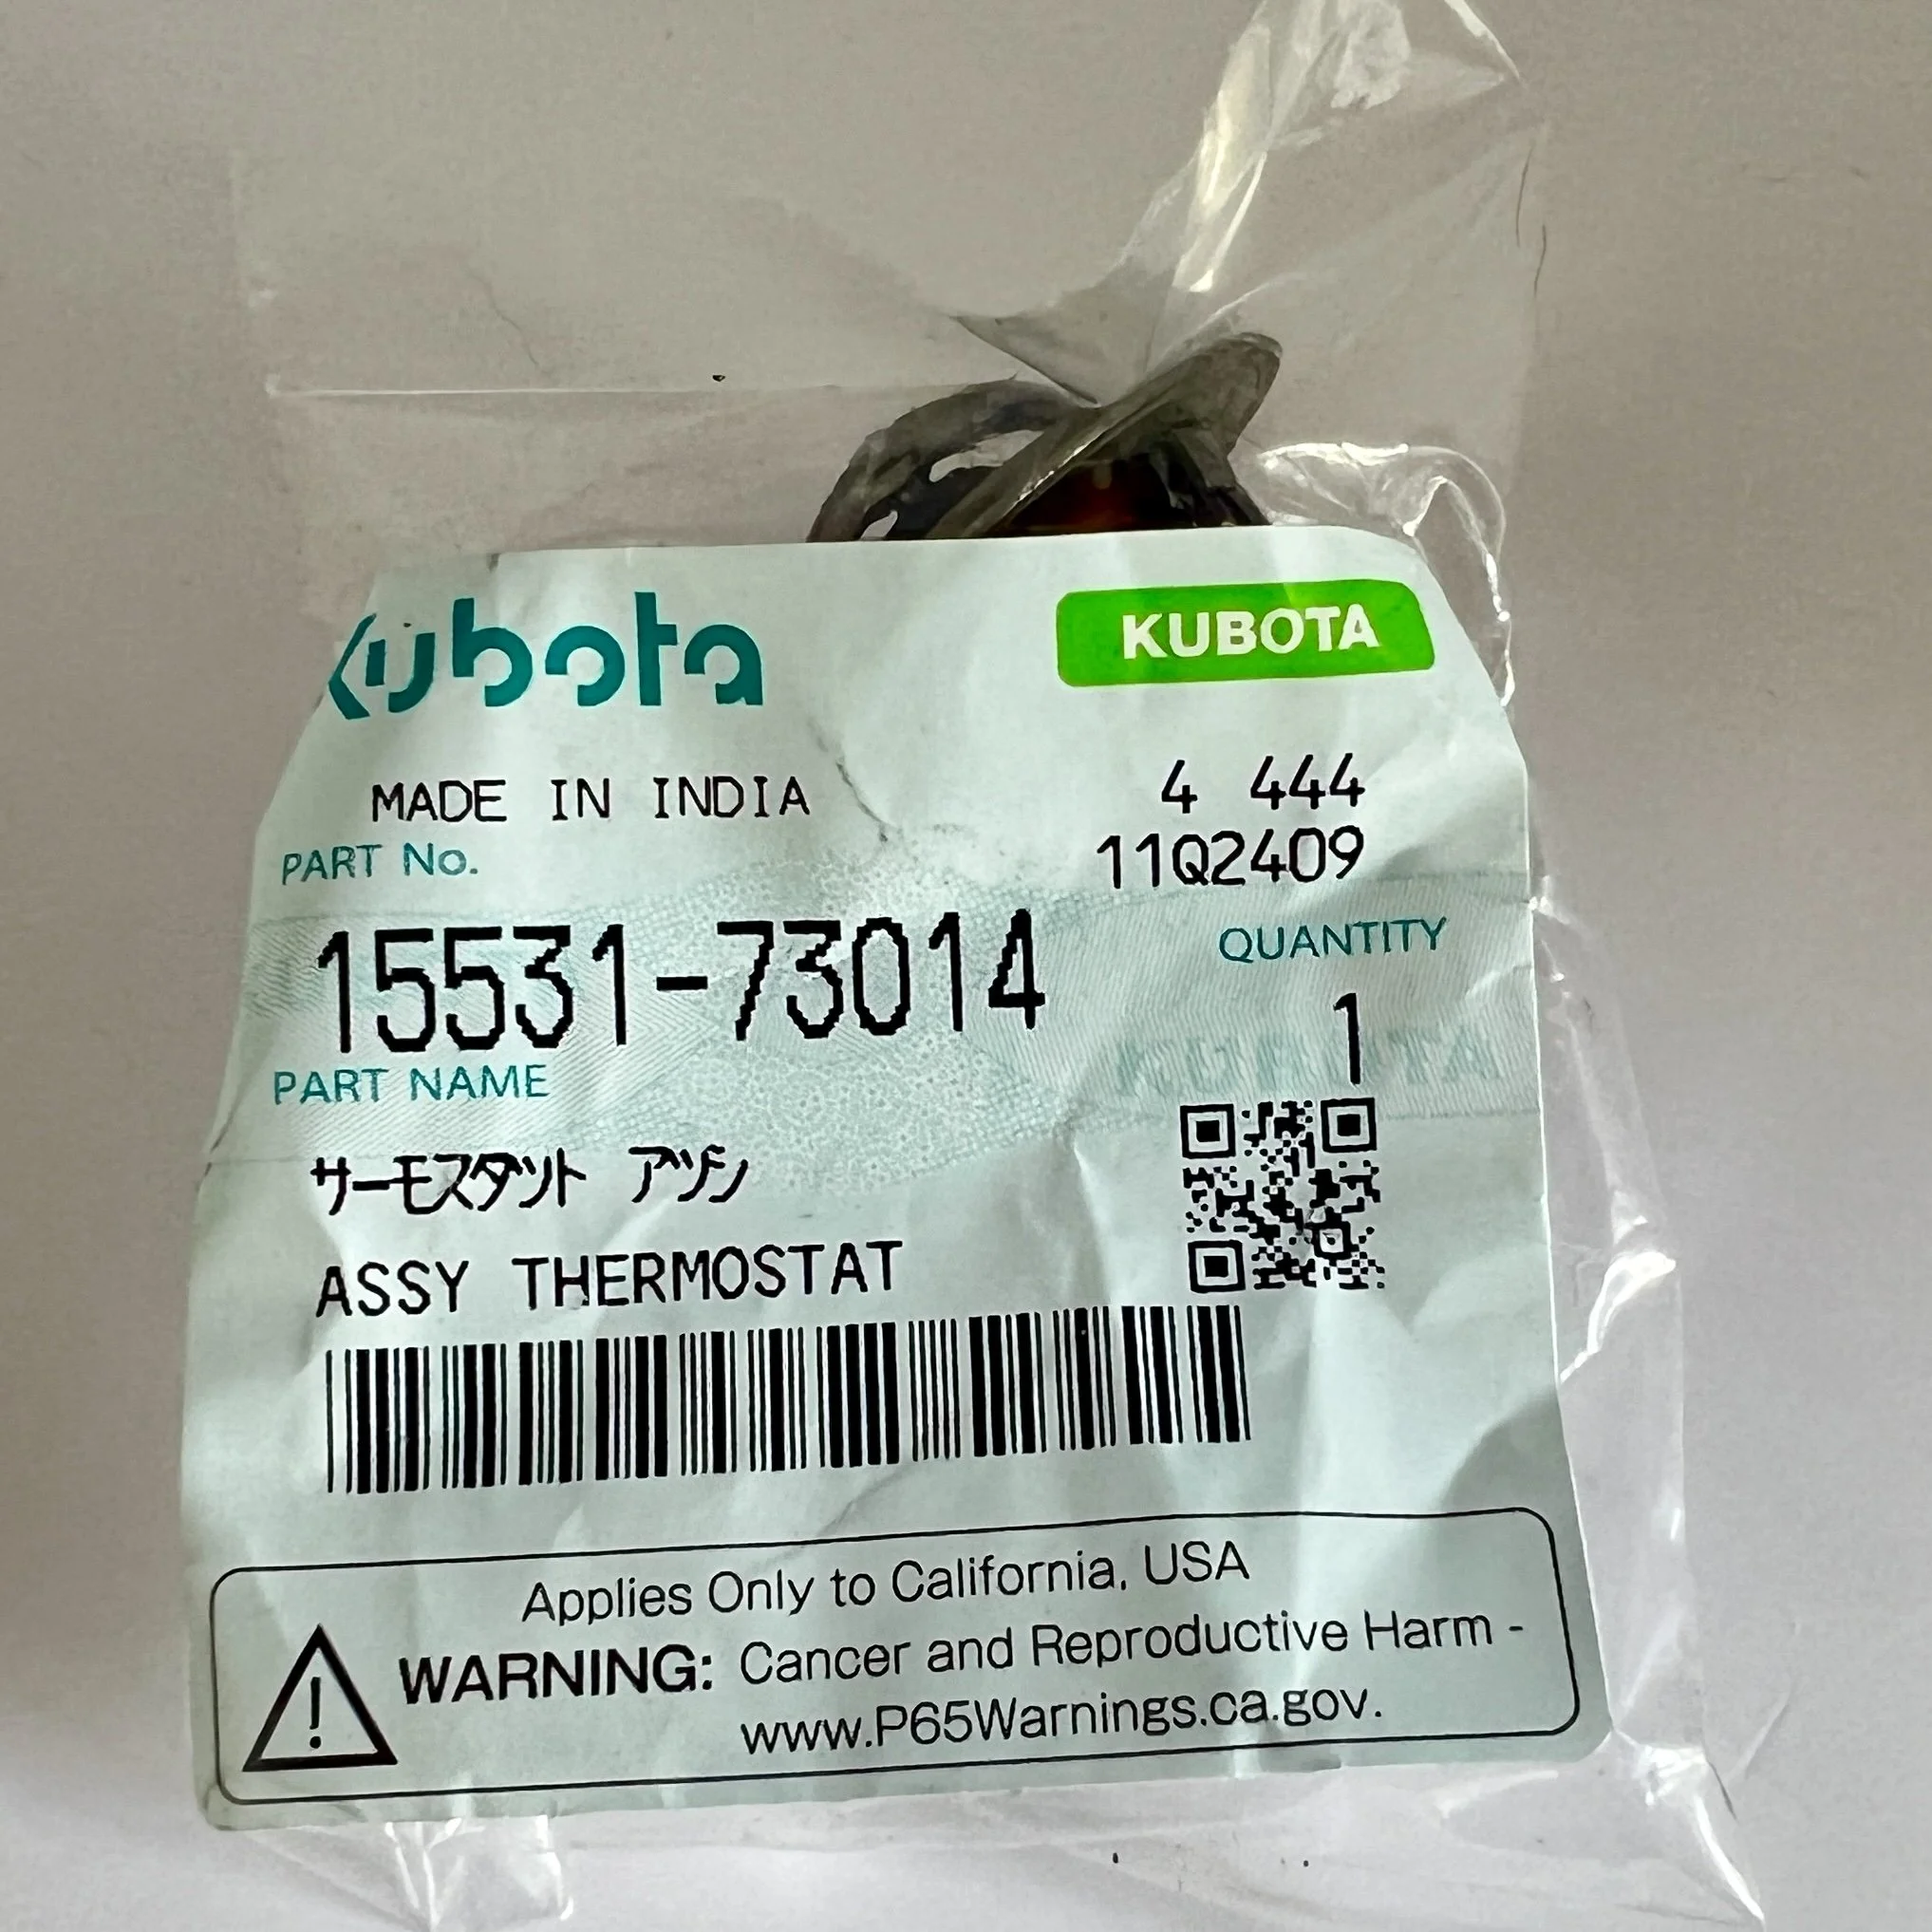 Kubota
KUBOTA
MADE IN INDIA
4 444
11Q2409
PART No.
15531-73014
QUANTITY
1
KUBOTA
PART NAME
サーモスタット アツシ
ASSY THERMOSTAT
Applies Only to California, USA
WARNING: Cancer and Reproductive Harm -
www.P65Warnings.ca.gov.